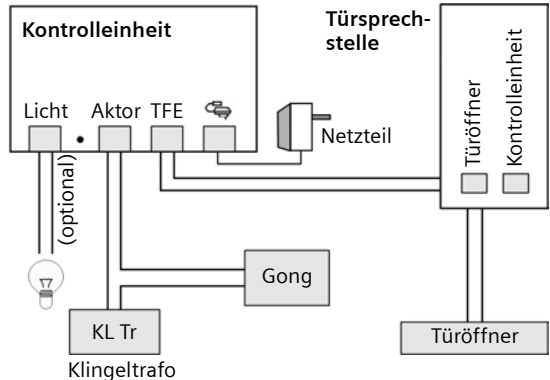 Kontrolleinheit
Türsprech-
stelle
Licht
Aktor
TFE
Netzteil
(optional)
Türöffner
Kontrolleinheit
Gong
KL Tr
Klingeltrafo
Türöffner